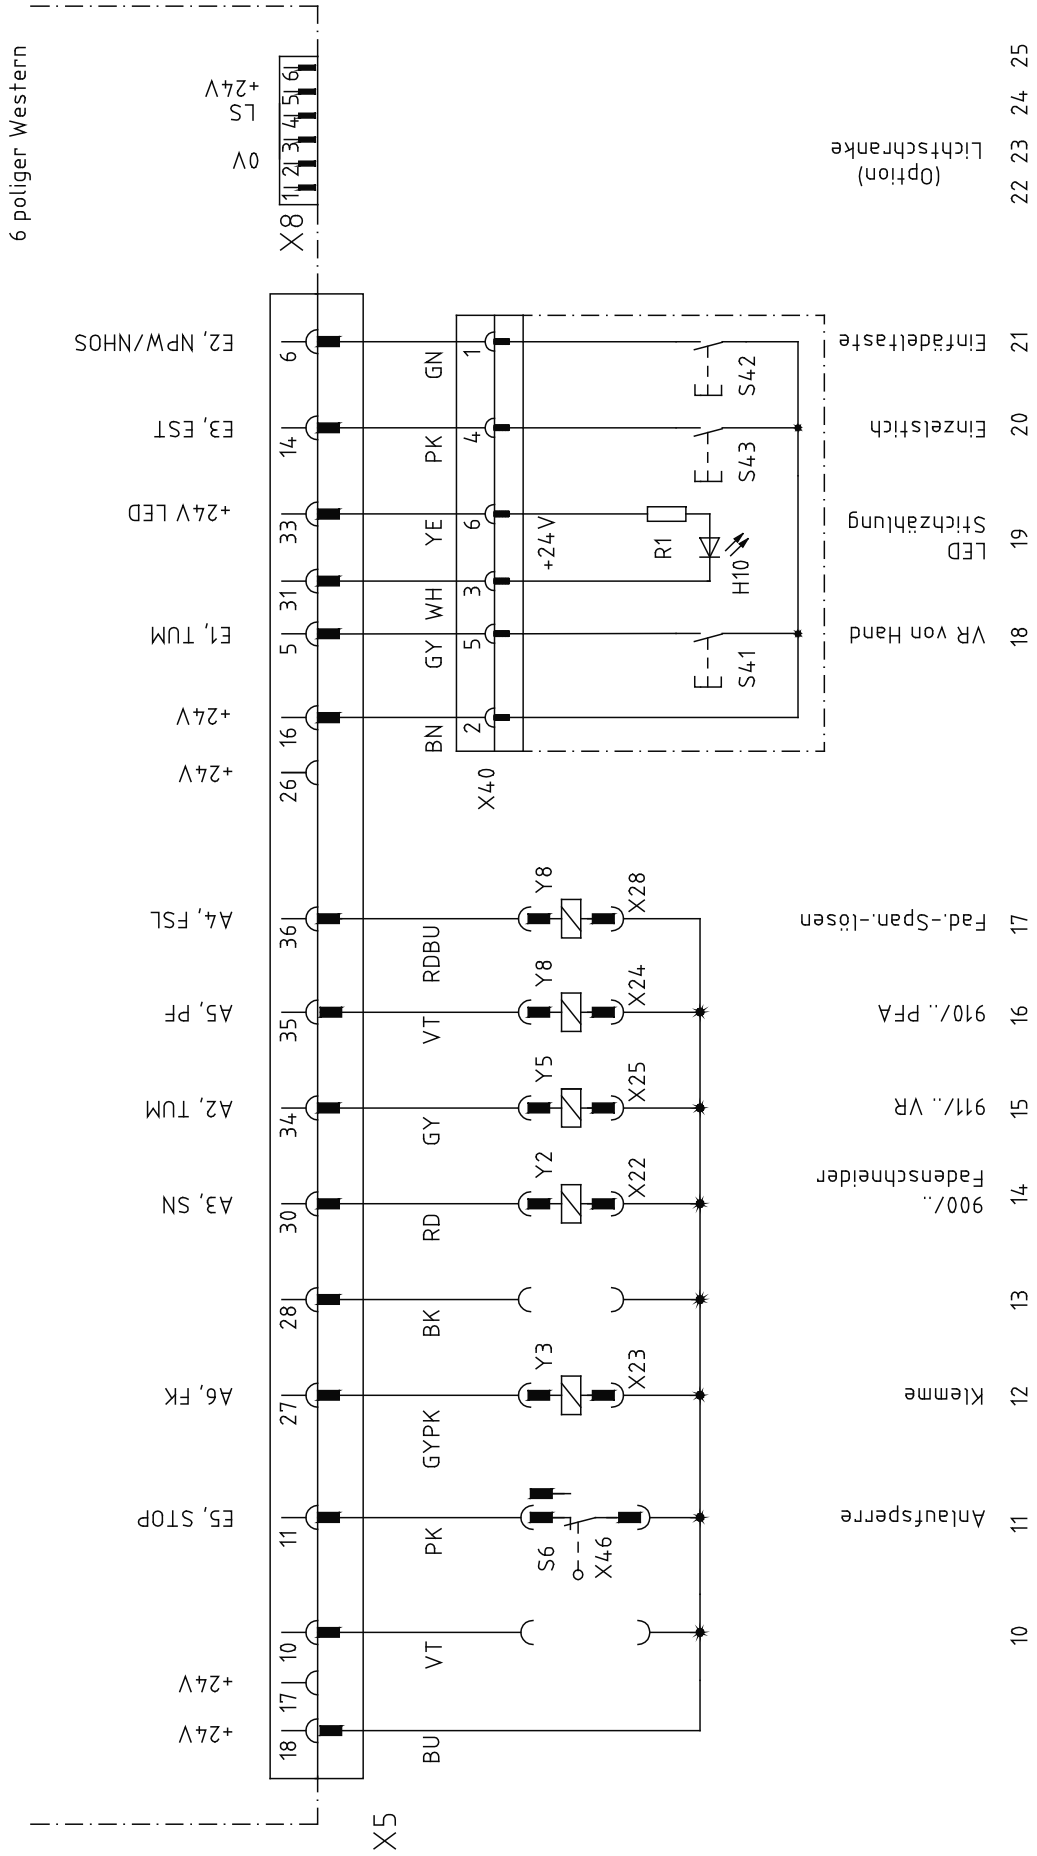 6 poliger Western
X8
1 2 3 4 5 6
0V
LS
+24V
E2, NPW/NHOS
E3, EST
+24V LED
E1, TUM
+24V
+24V
A4, FSL
A5, PF
A2, TUM
A3, SN
A6, FK
E5, STOP
+24V
+24V
6
14
33
31
5
16
26
36
35
34
30
28
27
11
10
17
18
X5
GN
PK
YE
WH
GY
BN
RDBU
VT
GY
RD
BK
GYPK
PK
VT
BU
1
4
6
3
5
2
X40
+24V
R1
H10
S42
S43
S41
Y8
X28
Y8
X24
Y5
X25
Y2
X22
Y3
X23
S6
X46
Lichtschranke
(Option)
Einfädeltaste
Einzelstich
Stichzählung
LED
VR von Hand
Fad.-Span.-lösen
910/.. PFA
911/.. VR
900/..
Fadenschneider
Klemme
Anlaufsperre
25
24
23
22
21
20
19
18
17
16
15
14
13
12
11
10